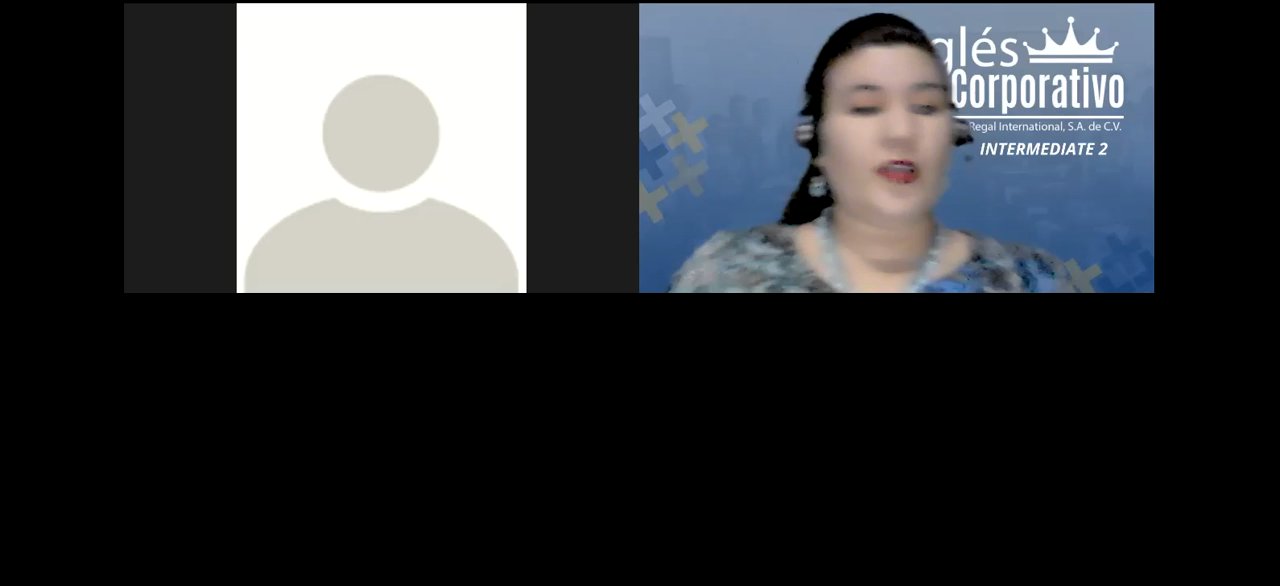 glés
Corporativo
Regal International, S.A. de C.V.
INTERMEDIATE 2